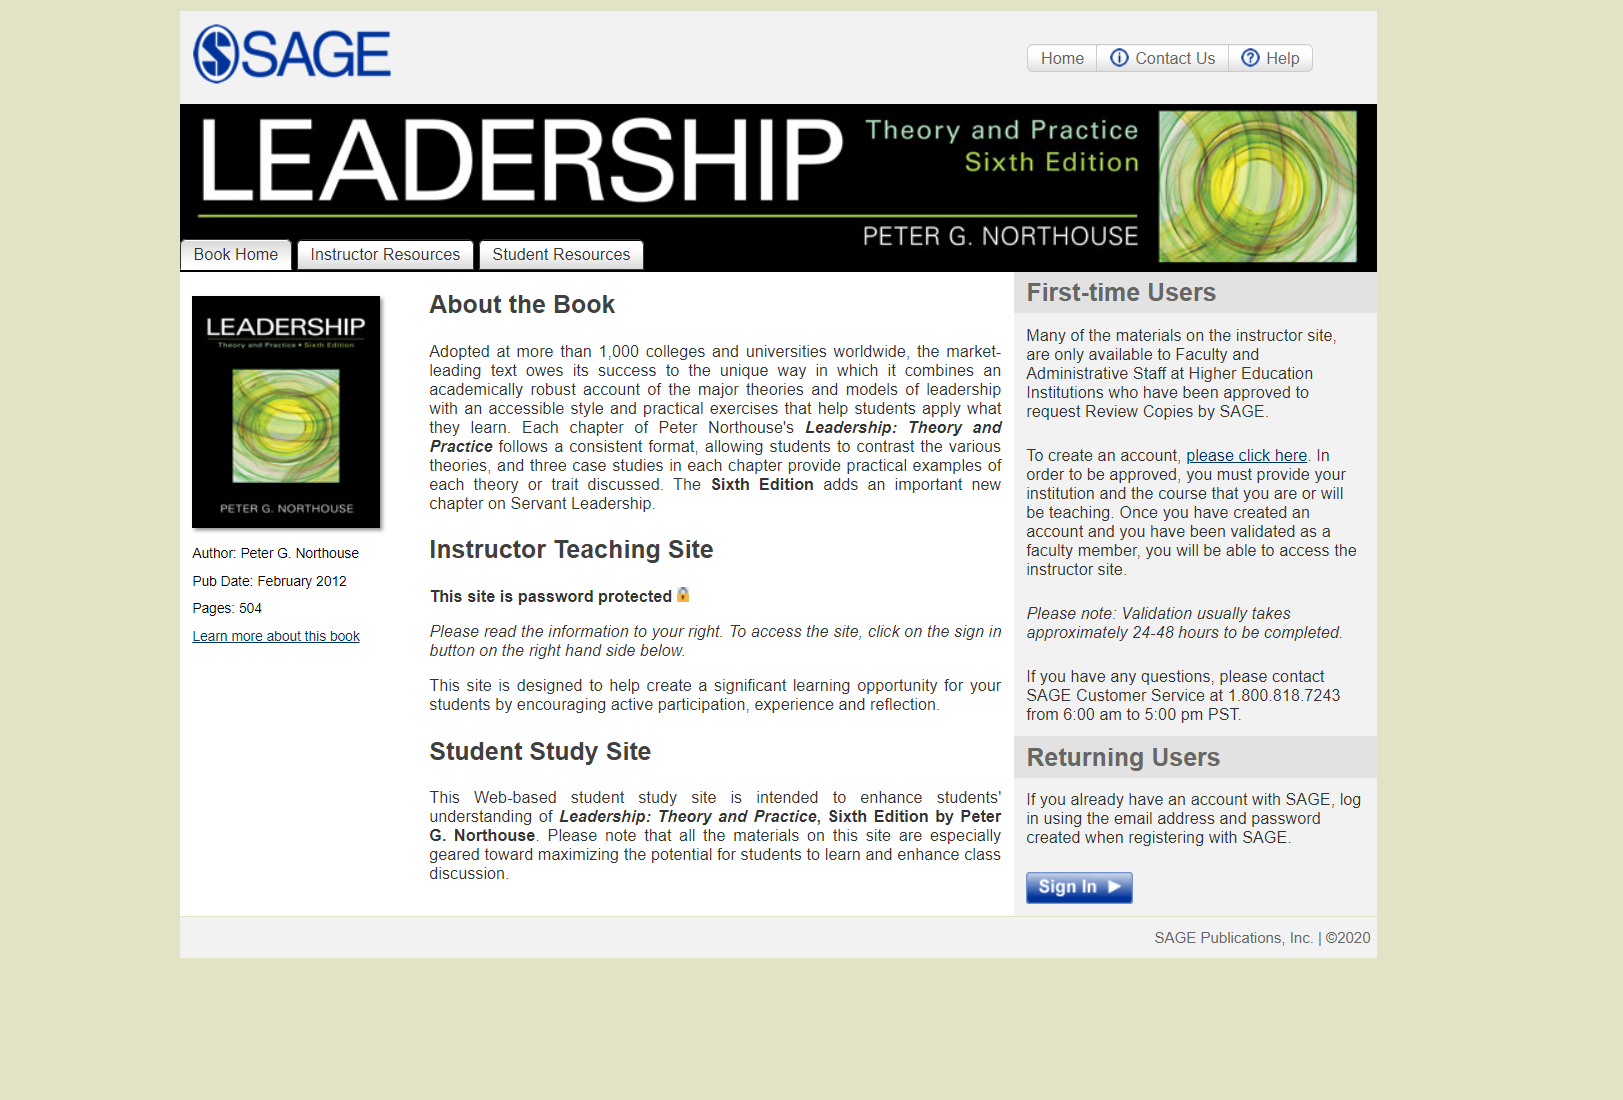 SAGE
Home
Contact Us
Help
LEADERSHIP
Theory and Practice
Sixth Edition
PETER G. NORTHOUSE
Book Home
Instructor Resources
Student Resources
LEADERSHIP
Theory and Practice • Sixth Edition
PETER G. NORTHOUSE
Author: Peter G. Northouse
Pub Date: February 2012
Pages: 504
Learn more about this book
About the Book
Adopted at more than 1,000 colleges and universities worldwide, the market-
leading text owes its success to the unique way in which it combines an
academically robust account of the major theories and models of leadership
with an accessible style and practical exercises that help students apply what
they learn. Each chapter of Peter Northouse's Leadership: Theory and
Practice follows a consistent format, allowing students to contrast the various
theories, and three case studies in each chapter provide practical examples of
each theory or trait discussed. The Sixth Edition adds an important new
chapter on Servant Leadership.
Instructor Teaching Site
This site is password protected
Please read the information to your right. To access the site, click on the sign in
button on the right hand side below.
This site is designed to help create a significant learning opportunity for your
students by encouraging active participation, experience and reflection.
Student Study Site
This Web-based student study site is intended to enhance students'
understanding of Leadership: Theory and Practice, Sixth Edition by Peter
G. Northouse. Please note that all the materials on this site are especially
geared toward maximizing the potential for students to learn and enhance class
discussion.
First-time Users
Many of the materials on the instructor site,
are only available to Faculty and
Administrative Staff at Higher Education
Institutions who have been approved to
request Review Copies by SAGE.
To create an account, please click here. In
order to be approved, you must provide your
institution and the course that you are or will
be teaching. Once you have created an
account and you have been validated as a
faculty member, you will be able to access the
instructor site.
Please note: Validation usually takes
approximately 24-48 hours to be completed.
If you have any questions, please contact
SAGE Customer Service at 1.800.818.7243
from 6:00 am to 5:00 pm PST.
Returning Users
If you already have an account with SAGE, log
in using the email address and password
created when registering with SAGE.
Sign In
SAGE Publications, Inc. | ©2020